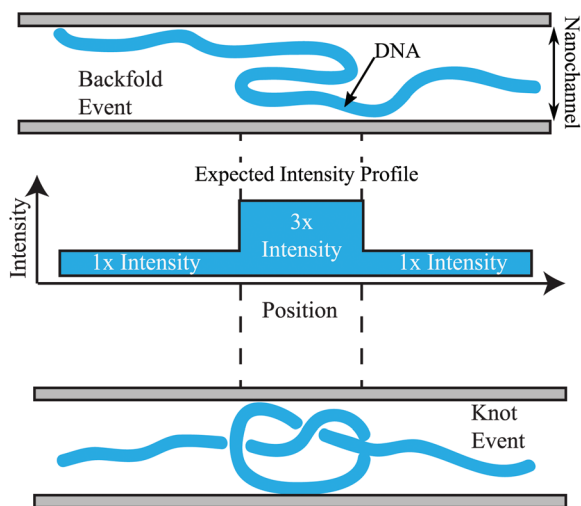 DNA
Backfold
Event
Nanochannel
Expected Intensity Profile
Intensity
3x
Intensity
1x Intensity
1x Intensity
Position
Knot
Event